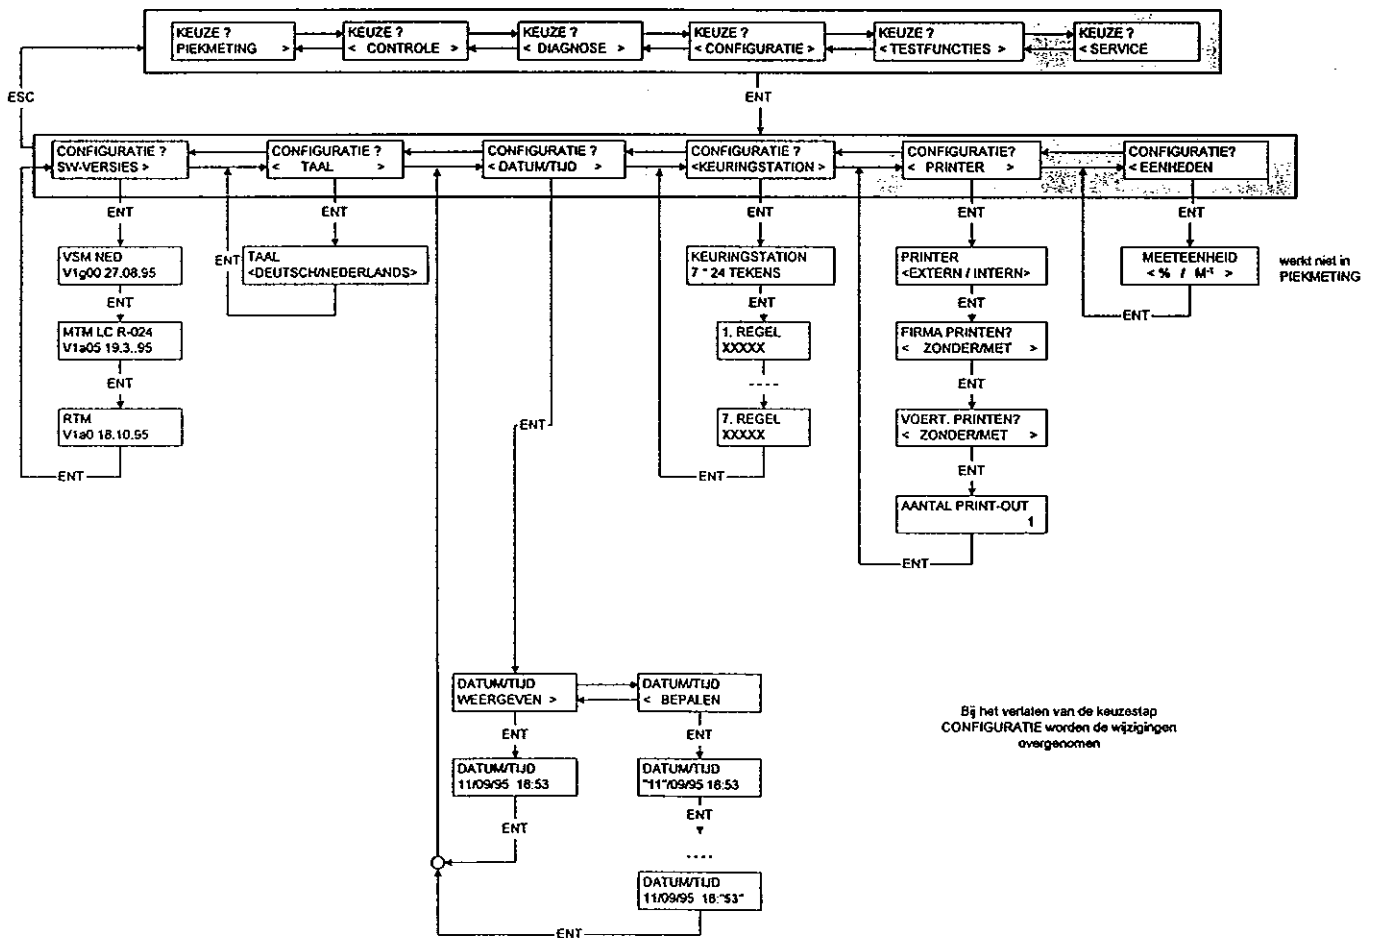 KEUZE ?
PIEKMETING >
KEUZE ?
< CONTROLE >
KEUZE ?
< DIAGNOSE >
KEUZE ?
< CONFIGURATIE >
KEUZE ?
< TESTFUNCTIES >
KEUZE ?
< SERVICE
ESC
ENT
CONFIGURATIE ?
SW-VERSIES >
CONFIGURATIE ?
< TAAL >
CONFIGURATIE ?
< DATUM/TIJD >
CONFIGURATIE ?
<KEURINGSTATION >
CONFIGURATIE?
< PRINTER >
CONFIGURATIE?
< EENHEDEN
ENT
ENT
ENT
ENT
ENT
VSM NED
V1g00 27.08.95
ENT
TAAL
<DEUTSCH/NEDERLANDS>
KEURINGSTATION
7 * 24 TEKENS
PRINTER
<EXTERN / INTERN>
MEETEENHEID
< % / M⁻¹ >
werkt niet in
PIEKMETING
ENT
ENT
ENT
ENT
MTM LC R-024
V1a05 19.3..95
1. REGEL
XXXXX
FIRMA PRINTEN?
< ZONDER/MET >
ENT
----
ENT
RTM
V1a0 18.10.95
7. REGEL
XXXXX
VOERT. PRINTEN?
< ZONDER/MET >
ENT
ENT
ENT
ENT
AANTAL PRINT-OUT
1
ENT
DATUM/TIJD
WEERGEVEN >
DATUM/TIJD
< BEPALEN
Bij het verlaten van de keuzestap
CONFIGURATIE worden de wijzigingen
overgenomen
ENT
ENT
DATUM/TIJD
11/09/95 18:53
DATUM/TIJD
"11"/09/95 18:53
ENT
ENT
....
DATUM/TIJD
11/09/95 18:"53"
ENT